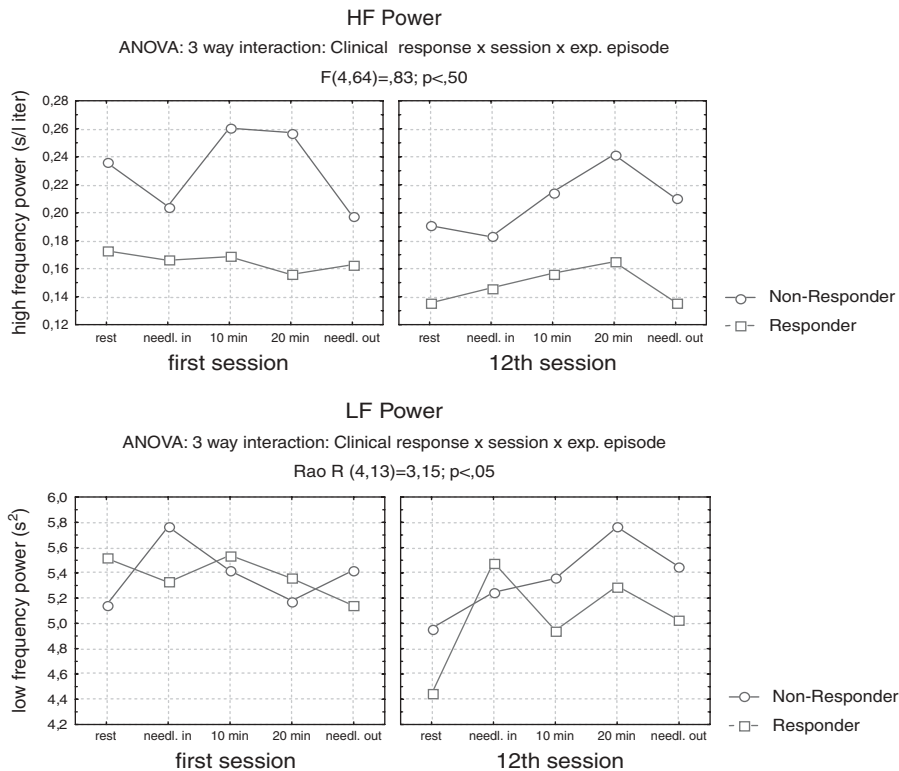 HF Power
ANOVA: 3 way interaction: Clinical response x session x exp. episode
F(4,64)=,83; p<,50
high frequency power (s/l iter)
0,28
0,26
0,24
0,22
0,20
0,18
0,16
0,14
0,12
rest needl. in 10 min 20 min needl. out
first session
rest needl. in 10 min 20 min needl. out
12th session
Non-Responder
Responder
LF Power
ANOVA: 3 way interaction: Clinical response x session x exp. episode
Rao R (4,13)=3,15; p<,05
low frequency power (s²)
6,0
5,8
5,6
5,4
5,2
5,0
4,8
4,6
4,4
4,2
rest needl. in 10 min 20 min needl. out
first session
rest needl. in 10 min 20 min needl. out
12th session
Non-Responder
Responder